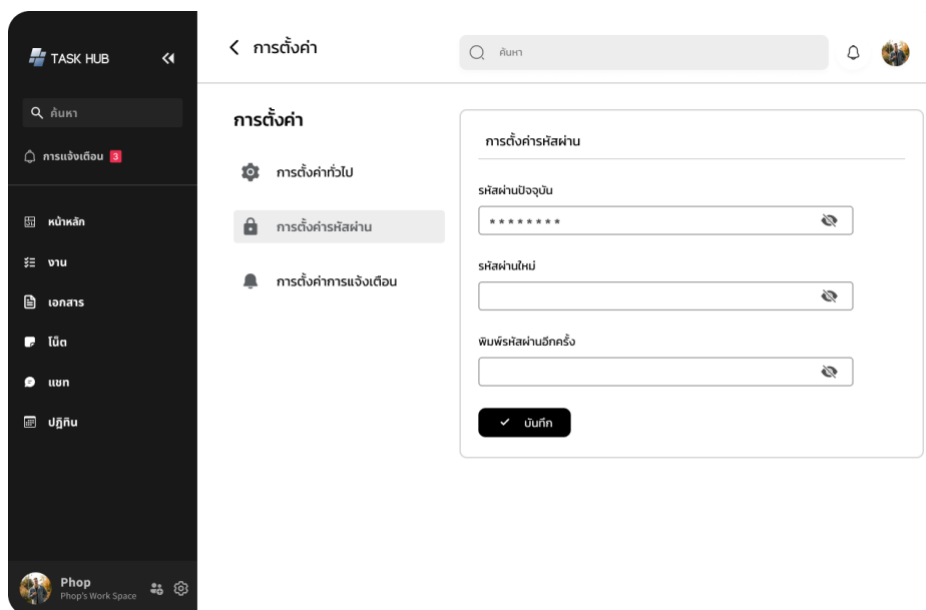 TASK HUB
ค้นหา
การแจ้งเตือน 3
หน้าหลัก
งาน
เอกสาร
โน๊ต
แชท
ปฏิทิน
Phop
Phop's Work Space
การตั้งค่า
ค้นหา
การตั้งค่า
การตั้งค่าทั่วไป
การตั้งค่ารหัสผ่าน
การตั้งค่าการแจ้งเตือน
การตั้งค่ารหัสผ่าน
รหัสผ่านปัจจุบัน
* * * * * * * *
รหัสผ่านใหม่
พิมพ์รหัสผ่านอีกครั้ง
บันทึก